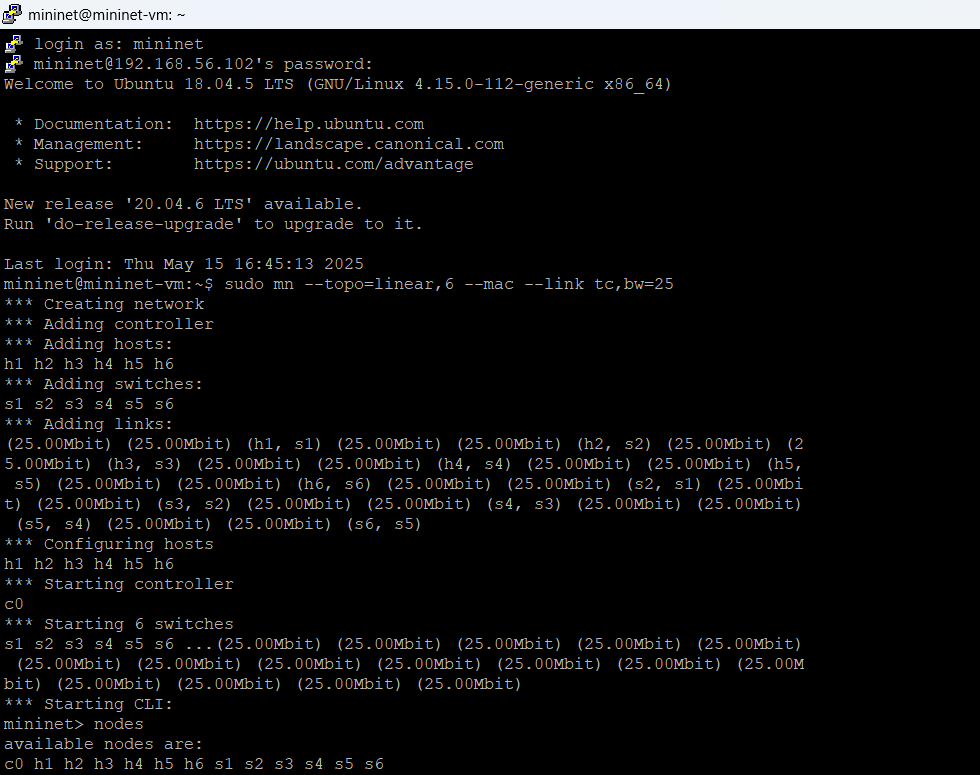 mininet@mininet-vm: ~
login as: mininet
mininet@192.168.56.102's password:
Welcome to Ubuntu 18.04.5 LTS (GNU/Linux 4.15.0-112-generic x86_64)
* Documentation:  https://help.ubuntu.com
* Management:     https://landscape.canonical.com
* Support:        https://ubuntu.com/advantage
New release '20.04.6 LTS' available.
Run 'do-release-upgrade' to upgrade to it.
Last login: Thu May 15 16:45:13 2025
mininet@mininet-vm:~$ sudo mn --topo=linear,6 --mac --link tc,bw=25
*** Creating network
*** Adding controller
*** Adding hosts:
h1 h2 h3 h4 h5 h6
*** Adding switches:
s1 s2 s3 s4 s5 s6
*** Adding links:
(25.00Mbit) (25.00Mbit) (h1, s1) (25.00Mbit) (25.00Mbit) (h2, s2) (25.00Mbit) (2
5.00Mbit) (h3, s3) (25.00Mbit) (25.00Mbit) (h4, s4) (25.00Mbit) (25.00Mbit) (h5,
s5) (25.00Mbit) (25.00Mbit) (h6, s6) (25.00Mbit) (25.00Mbit) (s2, s1) (25.00Mbi
t) (25.00Mbit) (s3, s2) (25.00Mbit) (25.00Mbit) (s4, s3) (25.00Mbit) (25.00Mbit)
(s5, s4) (25.00Mbit) (25.00Mbit) (s6, s5)
*** Configuring hosts
h1 h2 h3 h4 h5 h6
*** Starting controller
c0
*** Starting 6 switches
s1 s2 s3 s4 s5 s6 ...(25.00Mbit) (25.00Mbit) (25.00Mbit) (25.00Mbit) (25.00Mbit)
(25.00Mbit) (25.00Mbit) (25.00Mbit) (25.00Mbit) (25.00Mbit) (25.00Mbit) (25.00M
bit) (25.00Mbit) (25.00Mbit) (25.00Mbit) (25.00Mbit)
*** Starting CLI:
mininet> nodes
available nodes are:
c0 h1 h2 h3 h4 h5 h6 s1 s2 s3 s4 s5 s6